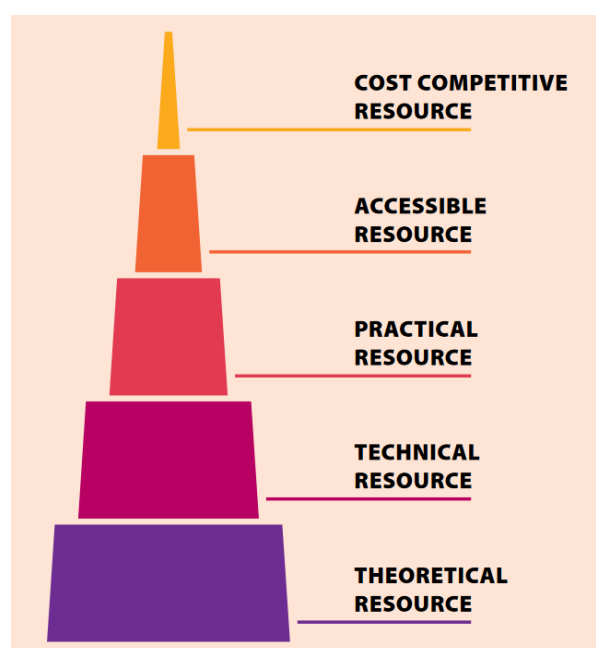 COST COMPETITIVE
RESOURCE
ACCESSIBLE
RESOURCE
PRACTICAL
RESOURCE
TECHNICAL
RESOURCE
THEORETICAL
RESOURCE